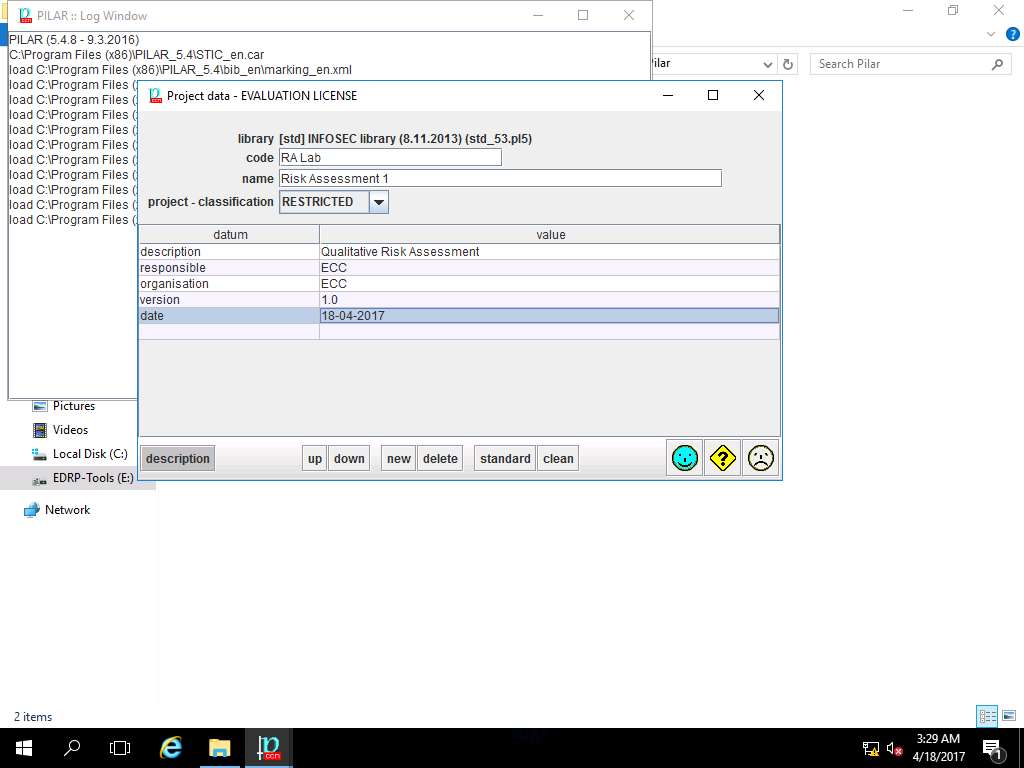 PILAR :: Log Window
PILAR (5.4.8 - 9.3.2016)
C:\Program Files (x86)\PILAR_5.4\STIC_en.car
load C:\Program Files (x86)\PILAR_5.4\bib_en\marking_en.xml
load C:\Program Files (
load C:\Program Files (
load C:\Program Files (
load C:\Program Files (
load C:\Program Files (
load C:\Program Files (
load C:\Program Files (
load C:\Program Files (
load C:\Program Files (
load C:\Program Files (
Pilar
Search Pilar
Project data - EVALUATION LICENSE
library [std] INFOSEC library (8.11.2013) (std_53.pl5)
code RA Lab
name Risk Assessment 1
project - classification RESTRICTED
datum value
description Qualitative Risk Assessment
responsible ECC
organisation ECC
version 1.0
date 18-04-2017
description up down new delete standard clean
Pictures
Videos
Local Disk (C:)
EDRP-Tools (E:)
Network
2 items
3:29 AM
4/18/2017
1